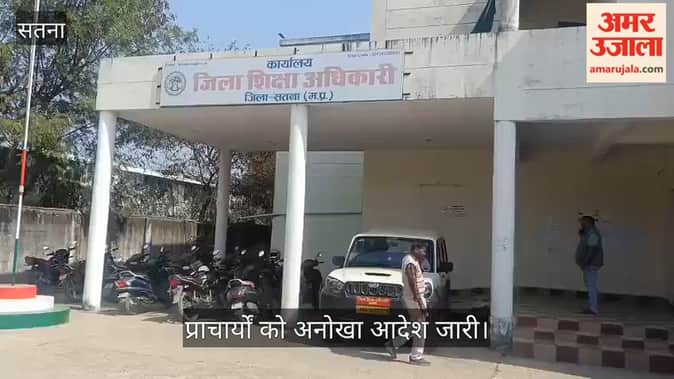 सतना
अमर
उजाला
amarujala.com
कार्यालय
जिला शिक्षा अधिकारी
जिला-सतना (म.प्र.)
प्राचार्यों को अनोखा आदेश जारी।